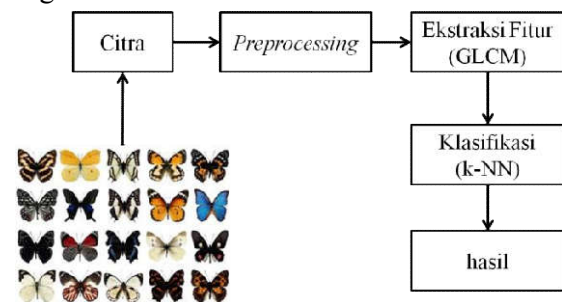 Citra
Preprocessing
Ekstraksi Fitur
(GLCM)
Klasifikasi
(k-NN)
hasil